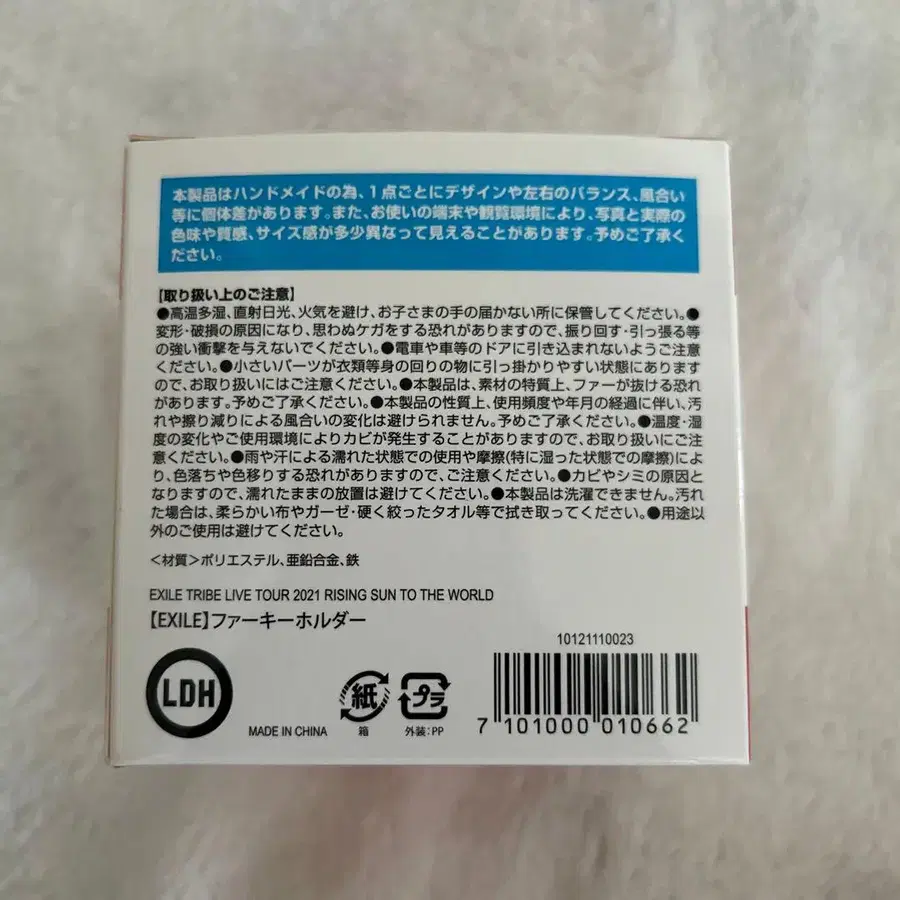 本製品はハンドメイドの為、1点ごとにデザインや左右のバランス、風合い
等に個体差があります。また、お使いの端末や観覧環境により、写真と実際の
色味や質感、サイズ感が多少異なって見えることがあります。予めご了承く
ださい。
【取り扱い上のご注意】
●高温多湿、直射日光、火気を避け、お子さまの手の届かない所に保管してください。●
変形・破損の原因になり、思わぬケガをする恐れがありますので、振り回す・引っ張る等
の強い衝撃を与えないでください。●電車や車等のドアに引き込まれないようご注意
ください。●小さいパーツが衣類等身の回りの物に引っ掛かりやすい状態にあります
ので、お取り扱いにはご注意ください。●本製品は、素材の特質上、ファーが抜ける恐れ
があります。予めご了承ください。●本製品の性質上、使用頻度や年月の経過に伴い、汚
れや擦り減りによる風合いの変化は避けられません。予めご了承ください。●温度・湿
度の変化やご使用環境によりカビが発生することがありますので、お取り扱いにご注
意ください。●雨や汗による濡れた状態での使用や摩擦(特に湿った状態での摩擦)によ
り、色落ちや色移りする恐れがありますので、ご注意ください。●カビやシミの原因と
なりますので、濡れたままの放置は避けてください。●本製品は洗濯できません。汚れ
た場合は、柔らかい布やガーゼ・硬く絞ったタオル等で拭き取ってください。●用途以
外のご使用は避けてください。
<材質>ポリエステル、亜鉛合金、鉄
EXILE TRIBE LIVE TOUR 2021 RISING SUN TO THE WORLD
【EXILE】ファーキーホルダー
10121110023
LDH
MADE IN CHINA
紙
箱
プラ
外装:PP
7 101000 010662